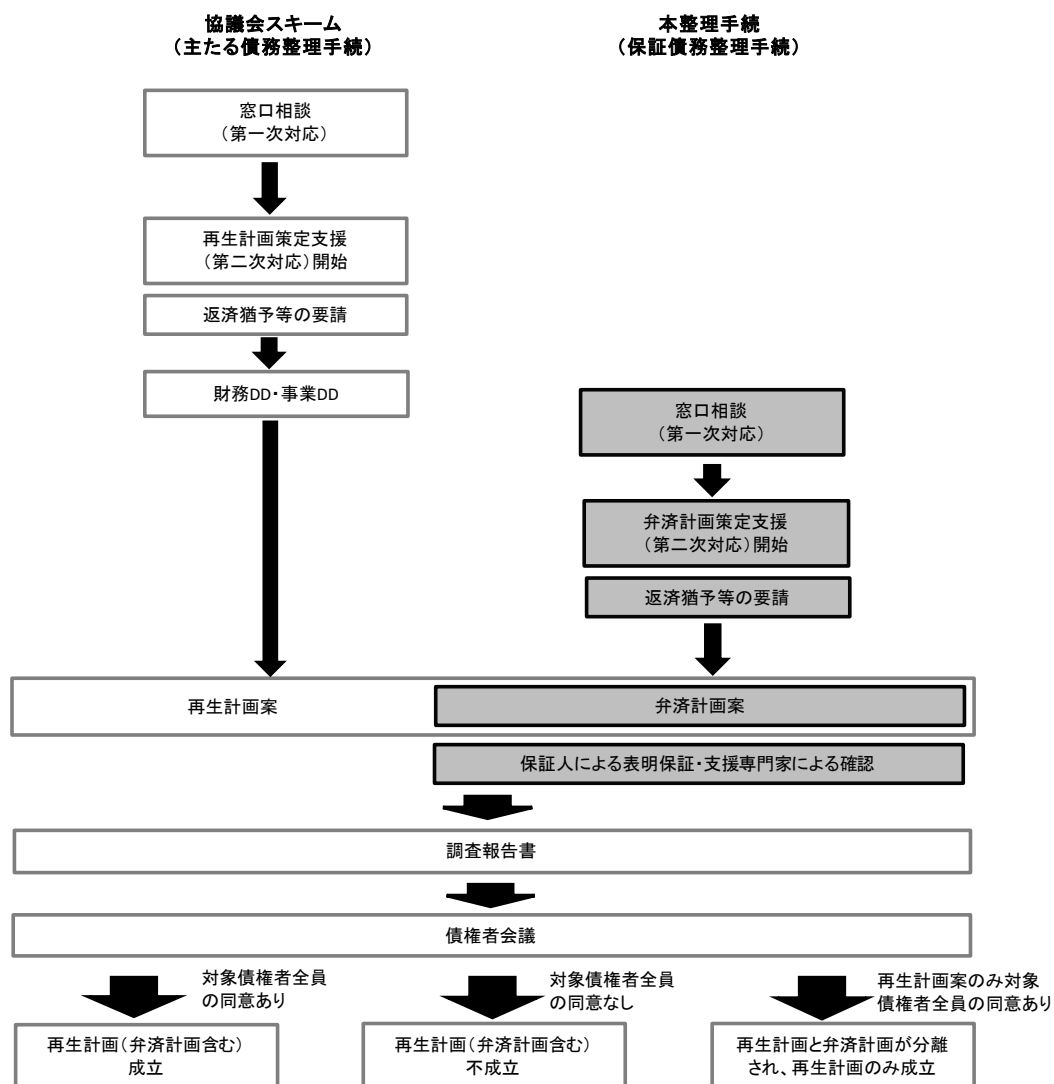 協議会スキーム
（主たる債務整理手続）
本整理手続
（保証債務整理手続）
窓口相談
（第一次対応）
再生計画策定支援
（第二次対応）開始
返済猶予等の要請
財務DD・事業DD
窓口相談
（第一次対応）
弁済計画策定支援
（第二次対応）開始
返済猶予等の要請
再生計画案
弁済計画案
保証人による表明保証・支援専門家による確認
調査報告書
債権者会議
対象債権者全員
の同意あり
対象債権者全員
の同意なし
再生計画案のみ対象
債権者全員の同意あり
再生計画（弁済計画含む）
成立
再生計画（弁済計画含む）
不成立
再生計画と弁済計画が分離
され、再生計画のみ成立